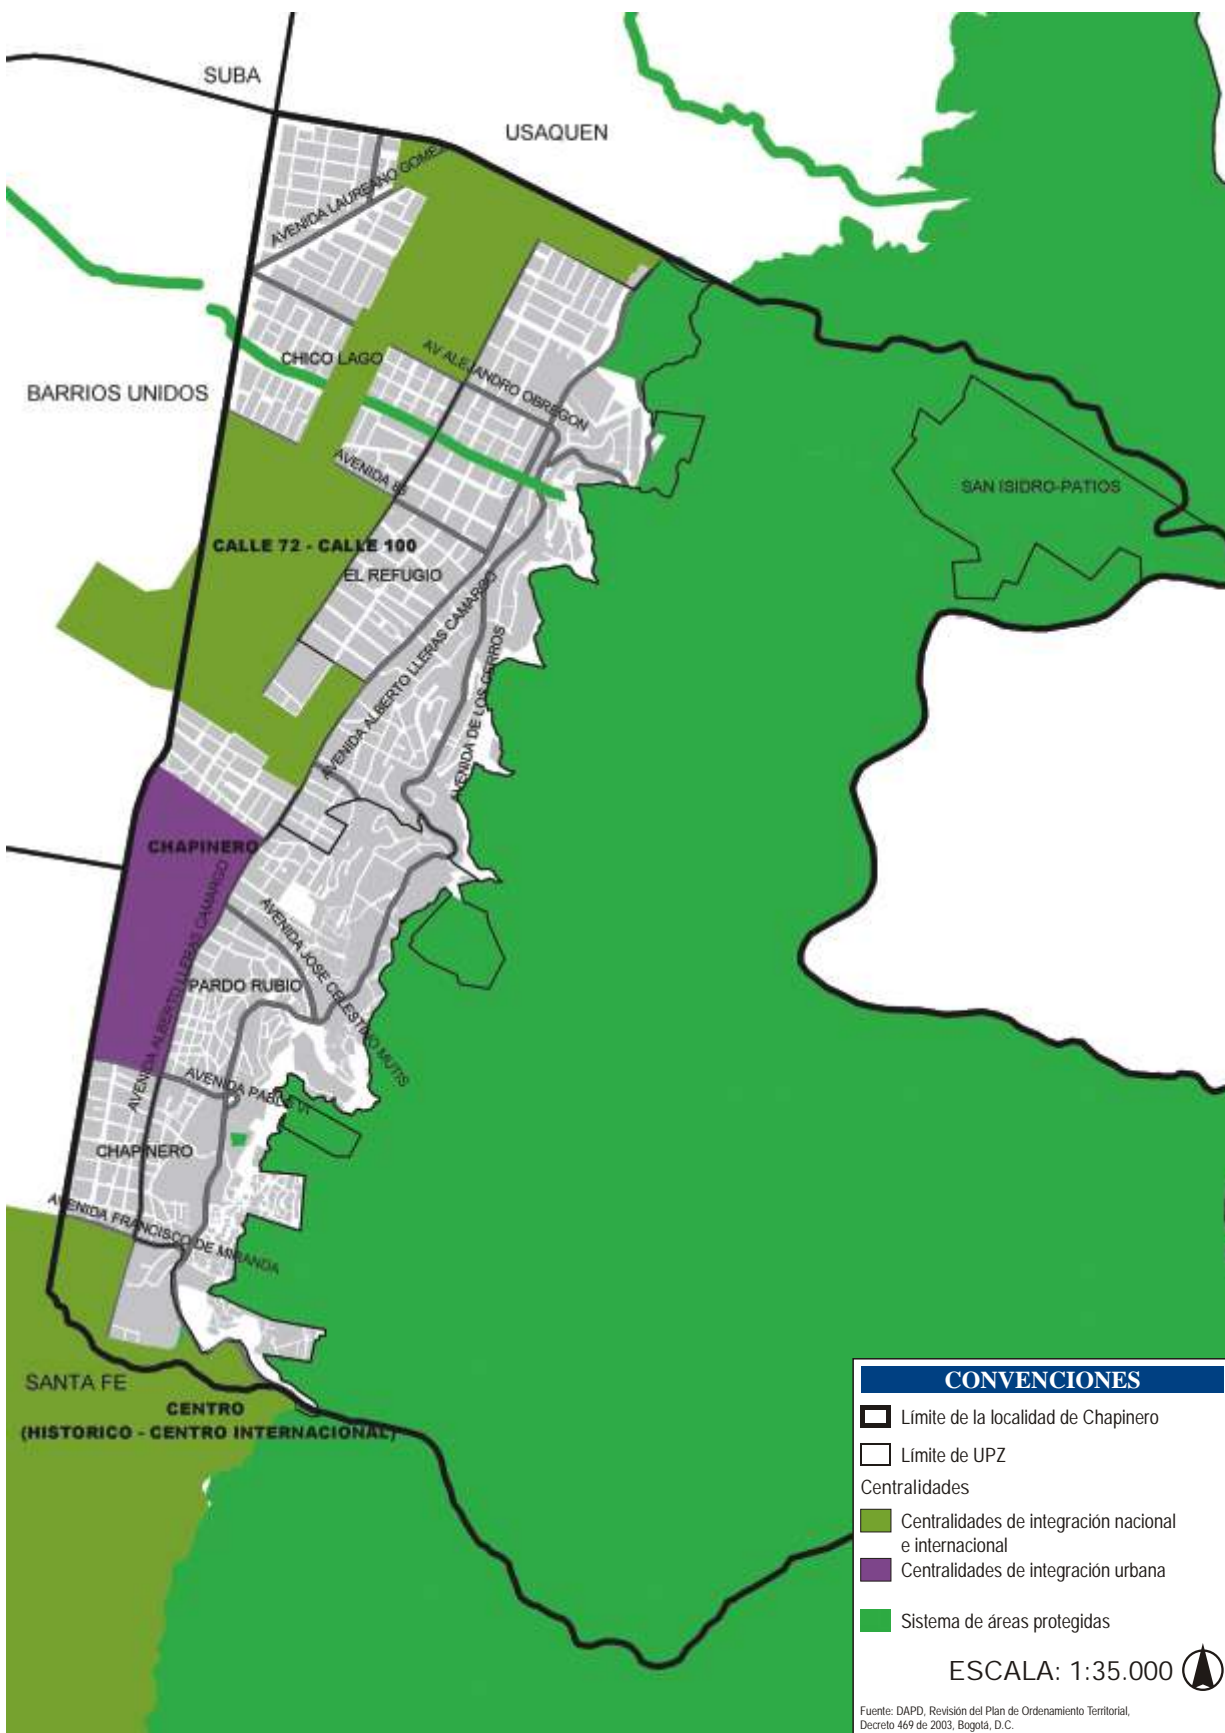 SUBA
USAQUEN
AVENIDA LAUREANO GOMEZ
CHICO LAGO
AV ALEJANDRO OBREGON
BARRIOS UNIDOS
AVENIDA 85
SAN ISIDRO-PATIOS
CALLE 72 - CALLE 100
EL REFUGIO
AVENIDA ALBERTO LLERAS CAMARGO
AVENIDA DE LOS CERROS
CHAPINERO
AVENIDA ALBERTO LLERAS CAMARGO
AVENIDA JOSE CELESTINO MUTIS
PARDO RUBIO
AVENIDA PABLO VI
CHAPINERO
AVENIDA FRANCISCO DE MIRANDA
SANTA FE
CENTRO
(HISTORICO - CENTRO INTERNACIONAL)
CONVENCIONES
Límite de la localidad de Chapinero
Límite de UPZ
Centralidades
Centralidades de integración nacional
e internacional
Centralidades de integración urbana
Sistema de áreas protegidas
ESCALA: 1:35.000
Fuente: DAPD, Revisión del Plan de Ordenamiento Territorial,
Decreto 469 de 2003, Bogotá, D.C.